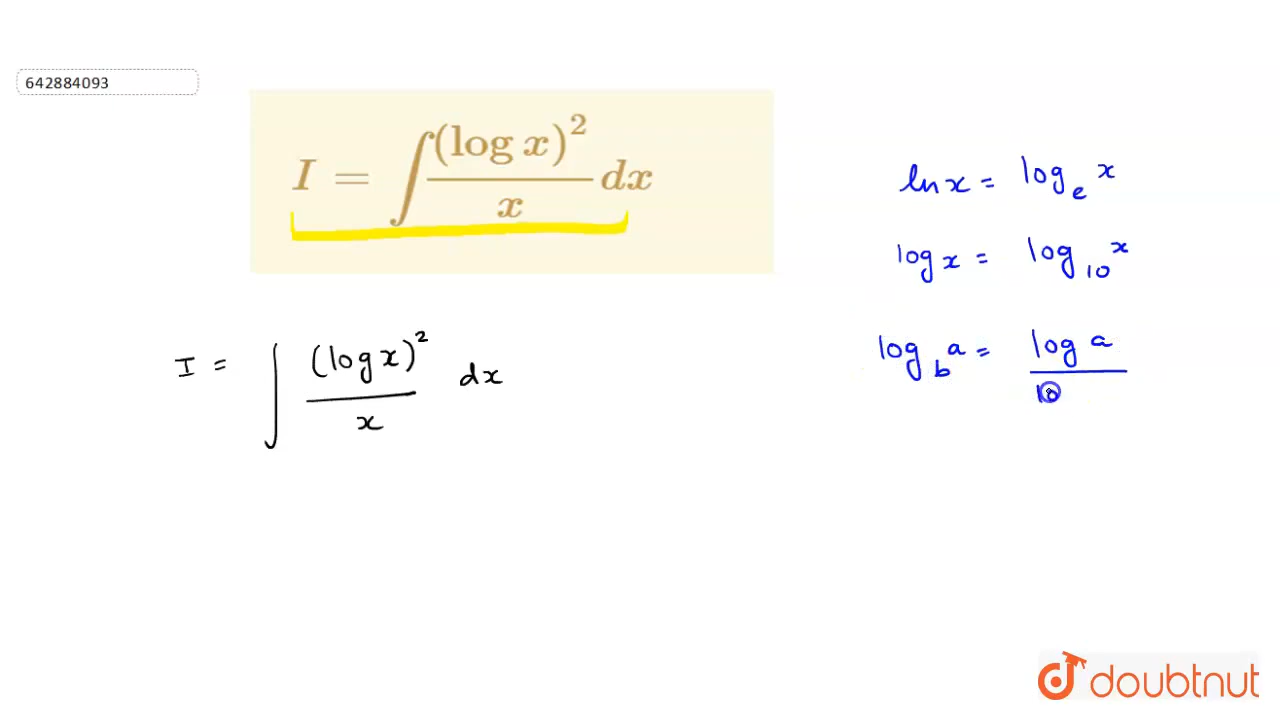 642884093
I = ∫ (log x)^2 / x dx
ln x = log_e x
log x = log_10 x
log_b a = log a /
I = ∫ (log x)^2 / x dx
doubtnut